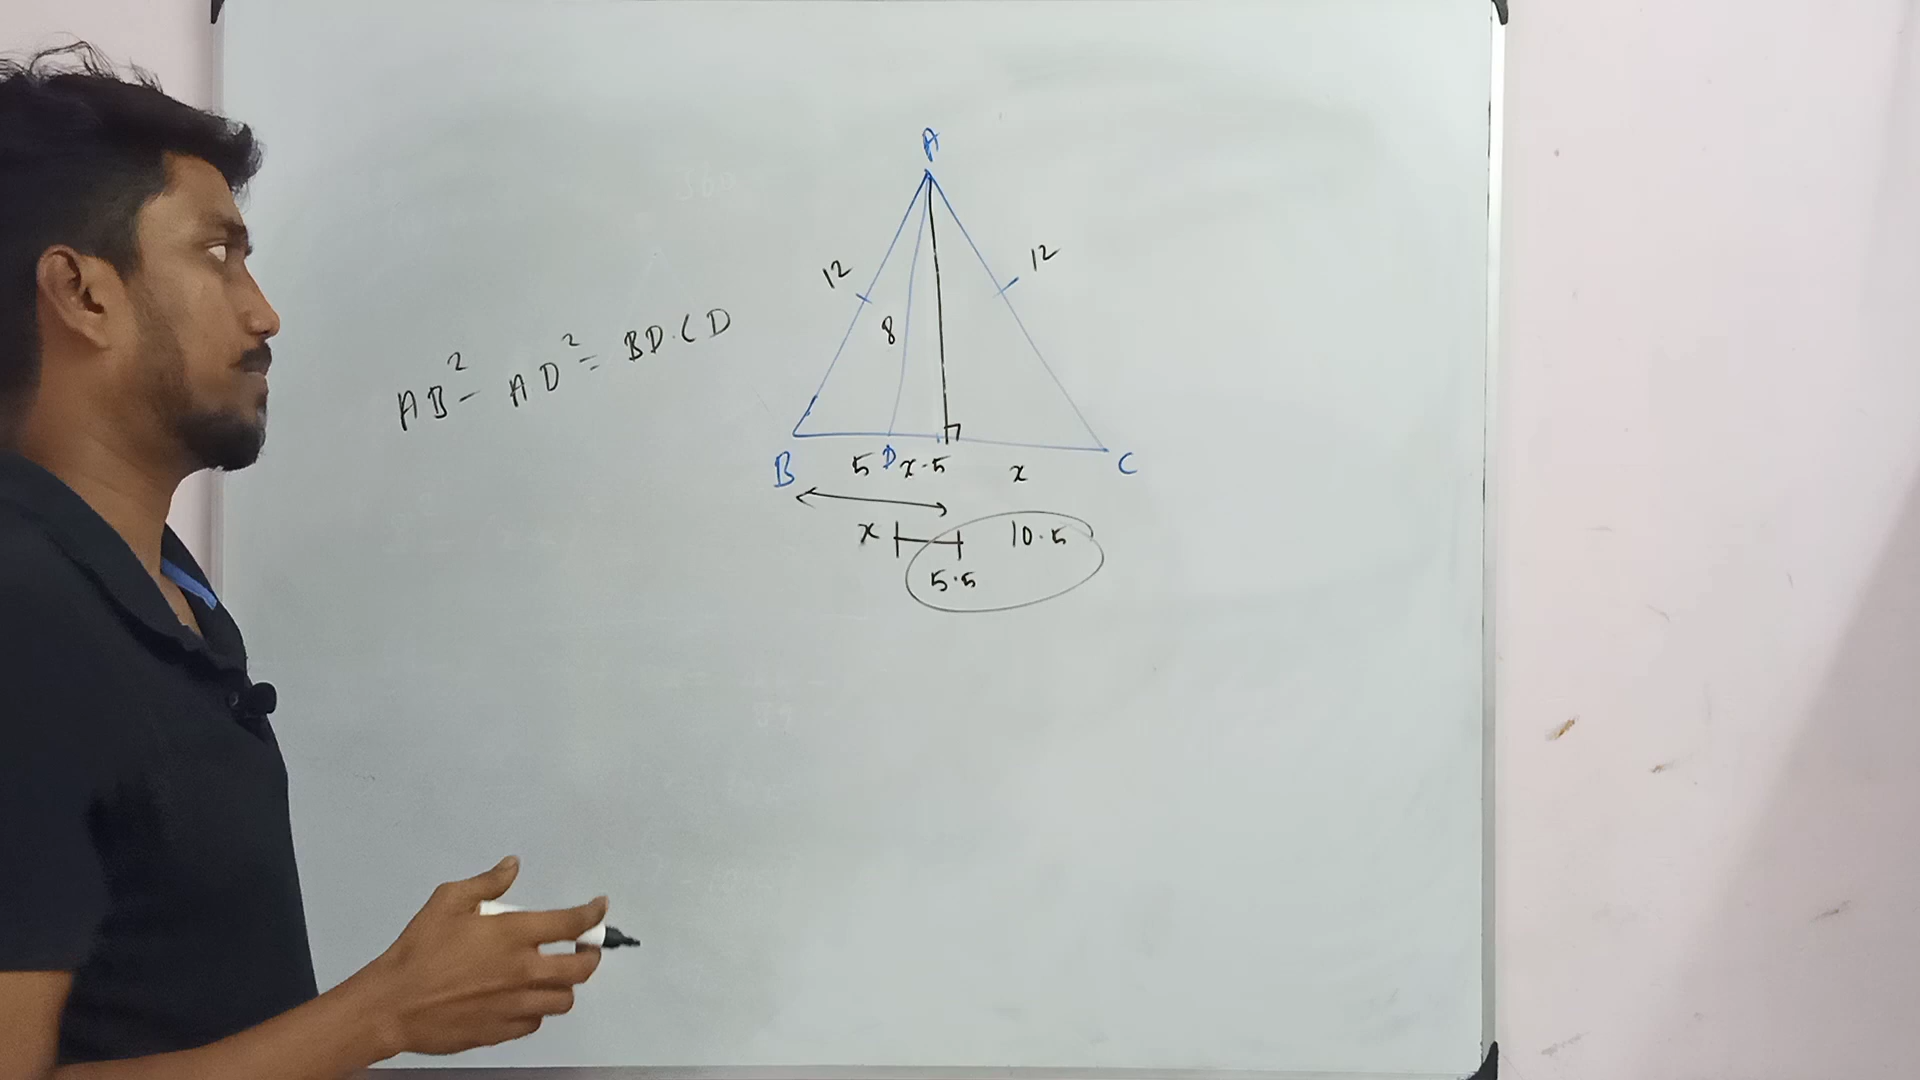 A
12
12
8
AB² - AD² = BD.CD
B 5 D x-5 x C
x 10.5
5.5